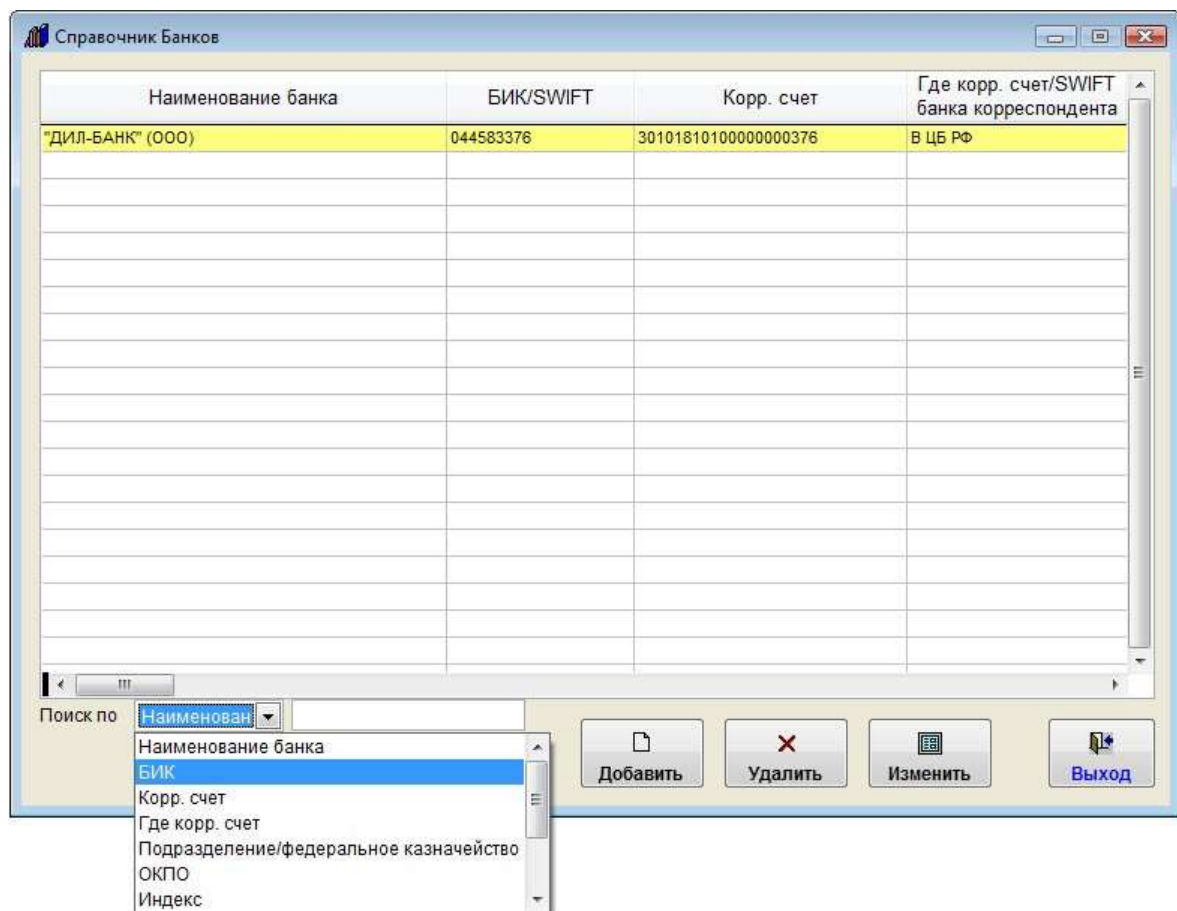 Справочник Банков
Наименование банка БИК/SWIFT Корр. счет Где корр. счет/SWIFT
банка корреспондента
"ДИЛ-БАНК" (ООО) 044583376 30101810100000000376 В ЦБ РФ
Поиск по Наименован
Наименование банка
БИК
Корр. счет
Где корр. счет
Подразделение/федеральное казначейство
ОКПО
Индекс
Добавить Удалить Изменить Выход